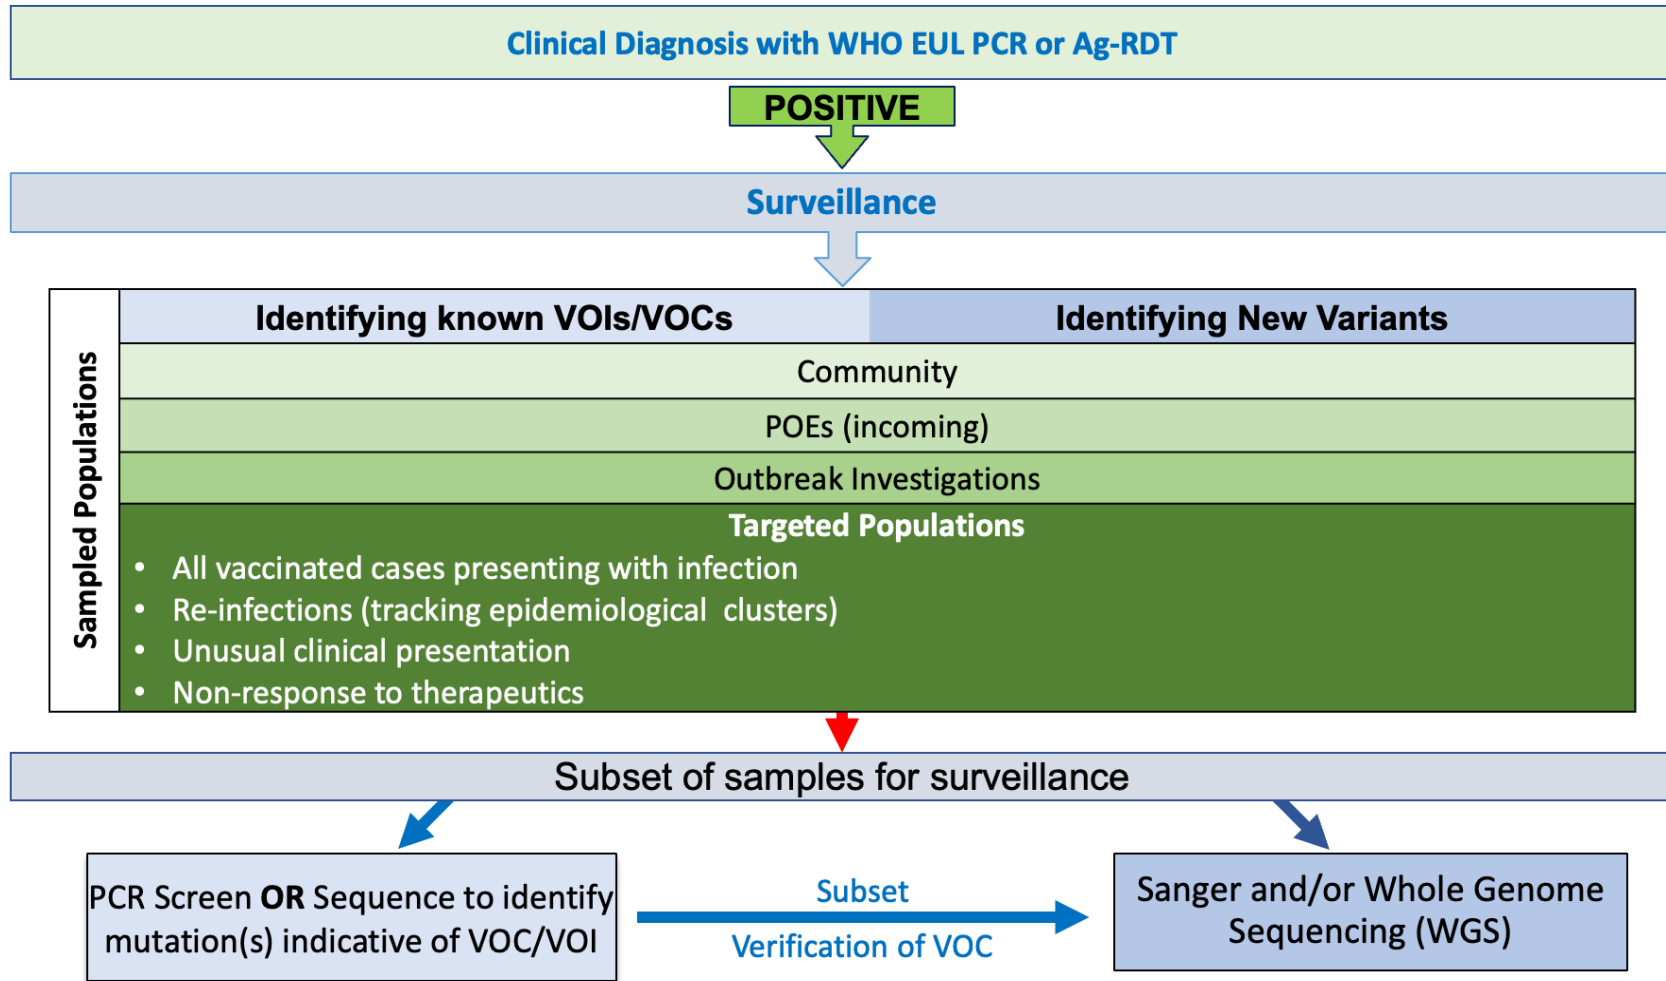 Clinical Diagnosis with WHO EUL PCR or Ag-RDT
POSITIVE
Surveillance
Sampled Populations
Identifying known VOIs/VOCs
Identifying New Variants
Community
POEs (incoming)
Outbreak Investigations
Targeted Populations
• All vaccinated cases presenting with infection
• Re-infections (tracking epidemiological clusters)
• Unusual clinical presentation
• Non-response to therapeutics
Subset of samples for surveillance
PCR Screen OR Sequence to identify
mutation(s) indicative of VOC/VOI
Subset
Verification of VOC
Sanger and/or Whole Genome
Sequencing (WGS)